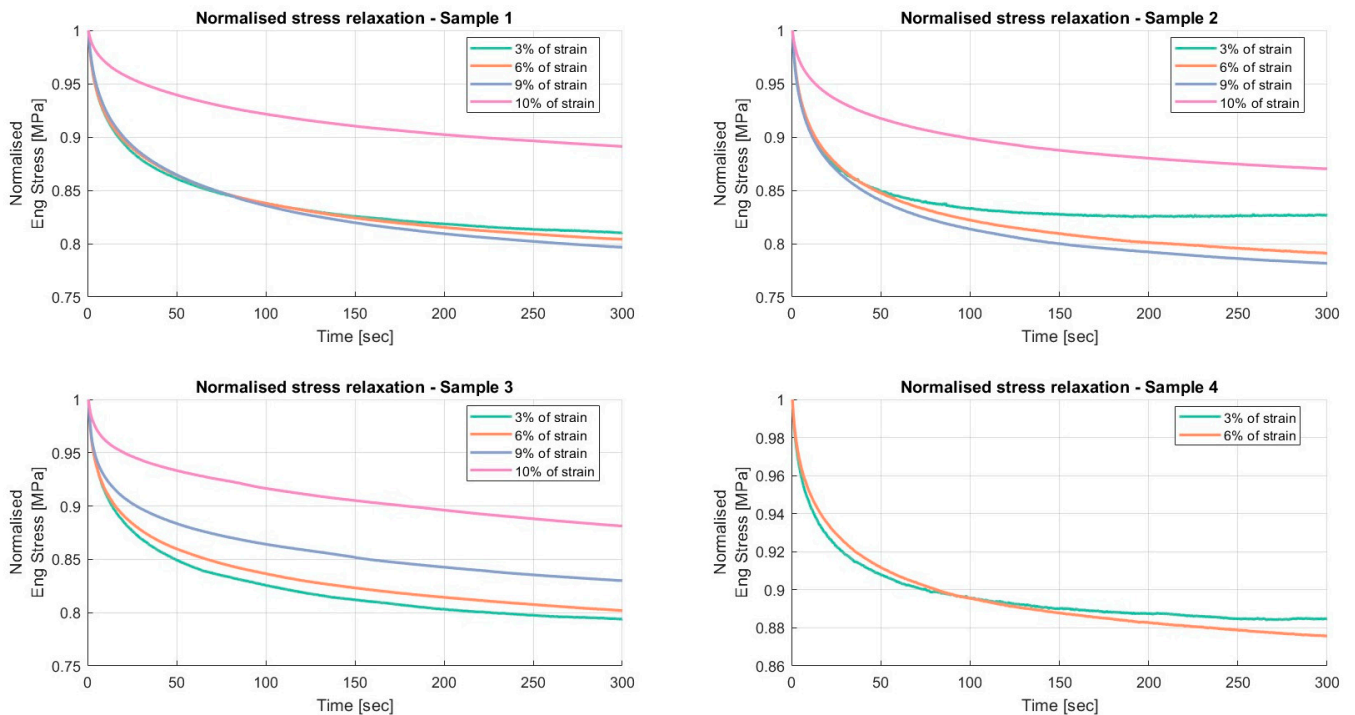 Normalised stress relaxation - Sample 1
1
0.95
0.9
0.85
0.8
0.75
Normalised
Eng Stress [MPa]
3% of strain
6% of strain
9% of strain
10% of strain
0 50 100 150 200 250 300
Time [sec]
Normalised stress relaxation - Sample 2
1
0.95
0.9
0.85
0.8
0.75
Normalised
Eng Stress [MPa]
3% of strain
6% of strain
9% of strain
10% of strain
0 50 100 150 200 250 300
Time [sec]
Normalised stress relaxation - Sample 3
1
0.95
0.9
0.85
0.8
0.75
Normalised
Eng Stress [MPa]
3% of strain
6% of strain
9% of strain
10% of strain
0 50 100 150 200 250 300
Time [sec]
Normalised stress relaxation - Sample 4
1
0.98
0.96
0.94
0.92
0.9
0.88
0.86
Normalised
Eng Stress [MPa]
3% of strain
6% of strain
0 50 100 150 200 250 300
Time [sec]